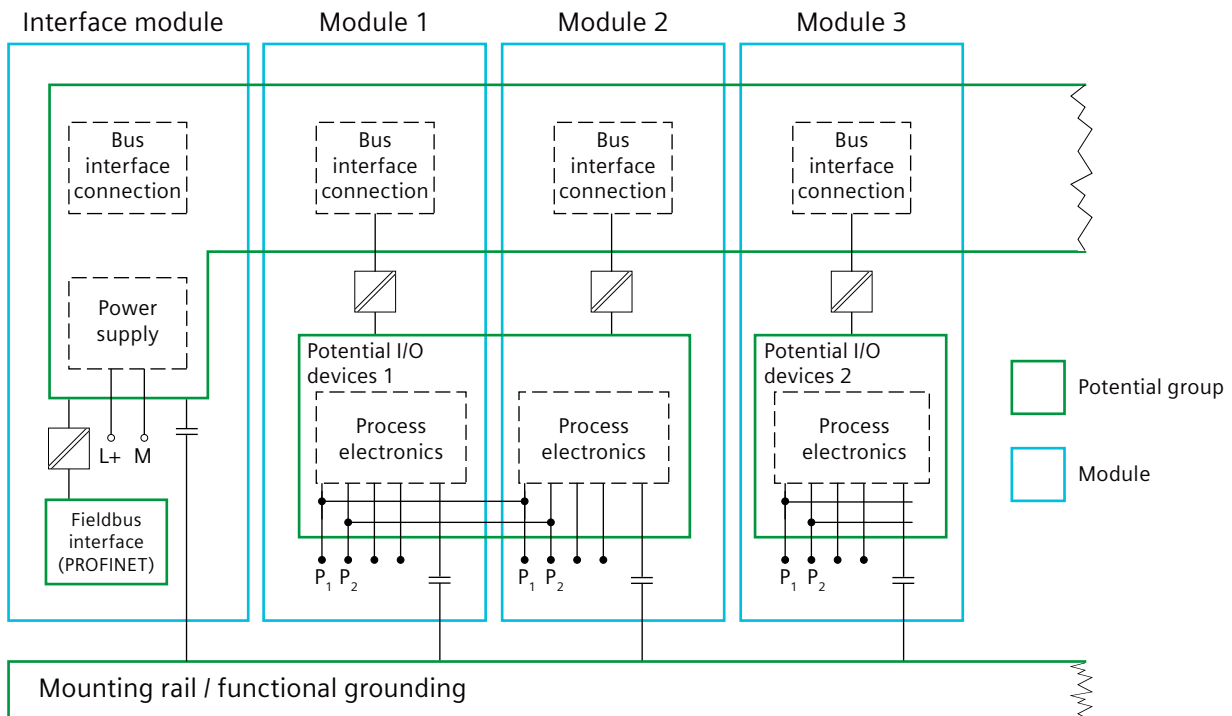 Interface module
Module 1
Module 2
Module 3
Bus
interface
connection
Bus
interface
connection
Bus
interface
connection
Bus
interface
connection
Power
supply
L+ M
Fieldbus
interface
(PROFINET)
Potential I/O
devices 1
Process
electronics
Process
electronics
Potential I/O
devices 2
Process
electronics
P₁ P₂
P₁ P₂
P₁ P₂
Potential group
Module
Mounting rail / functional grounding